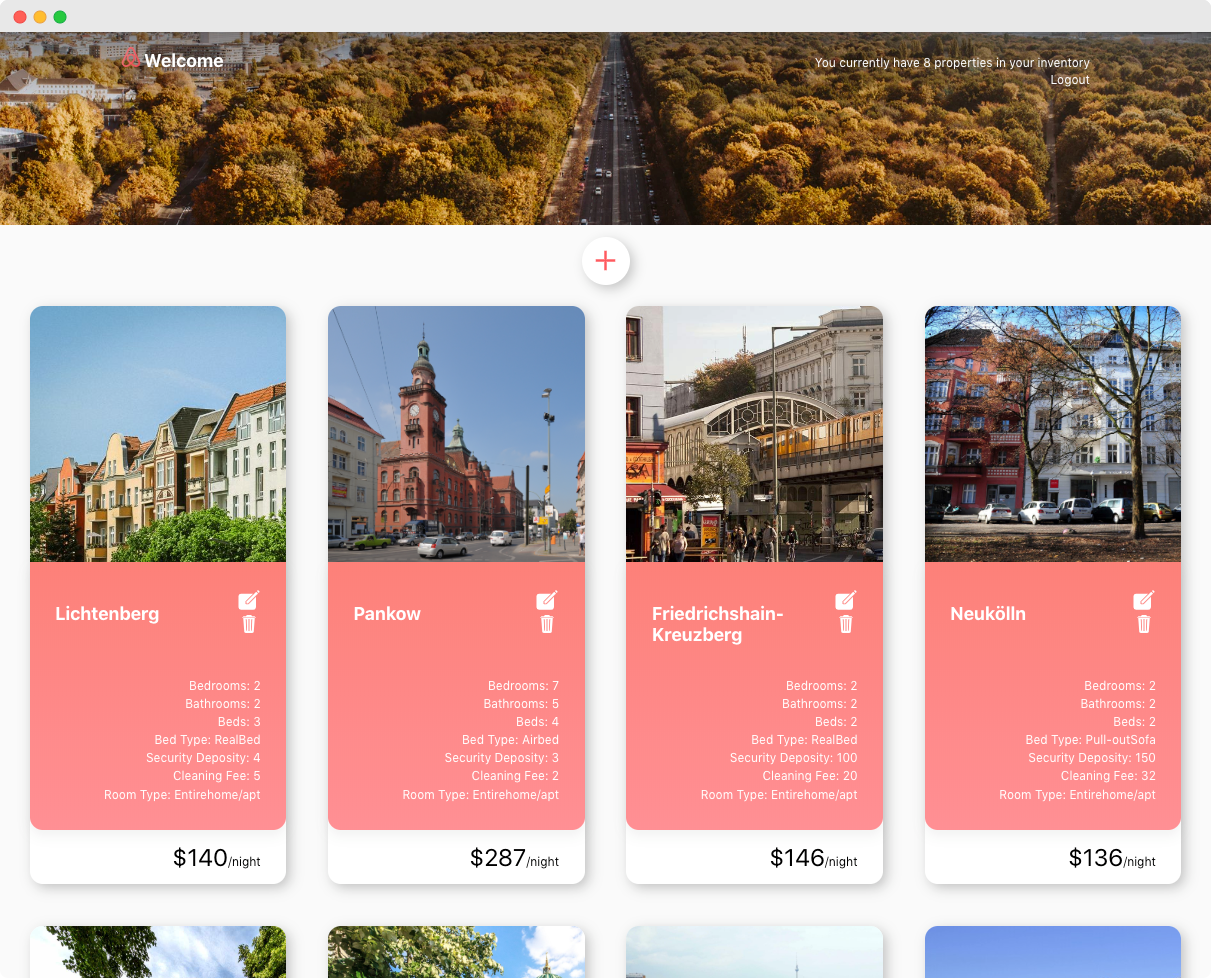 Welcome
You currently have 8 properties in your inventory
Logout
Lichtenberg
Bedrooms: 2
Bathrooms: 2
Beds: 3
Bed Type: RealBed
Security Deposity: 4
Cleaning Fee: 5
Room Type: Entirehome/apt
$140/night
Pankow
Bedrooms: 7
Bathrooms: 5
Beds: 4
Bed Type: Airbed
Security Deposity: 3
Cleaning Fee: 2
Room Type: Entirehome/apt
$287/night
Friedrichshain-
Kreuzberg
Bedrooms: 2
Bathrooms: 2
Beds: 2
Bed Type: RealBed
Security Deposity: 100
Cleaning Fee: 20
Room Type: Entirehome/apt
$146/night
Neukölln
Bedrooms: 2
Bathrooms: 2
Beds: 2
Bed Type: Pull-outSofa
Security Deposity: 150
Cleaning Fee: 32
Room Type: Entirehome/apt
$136/night